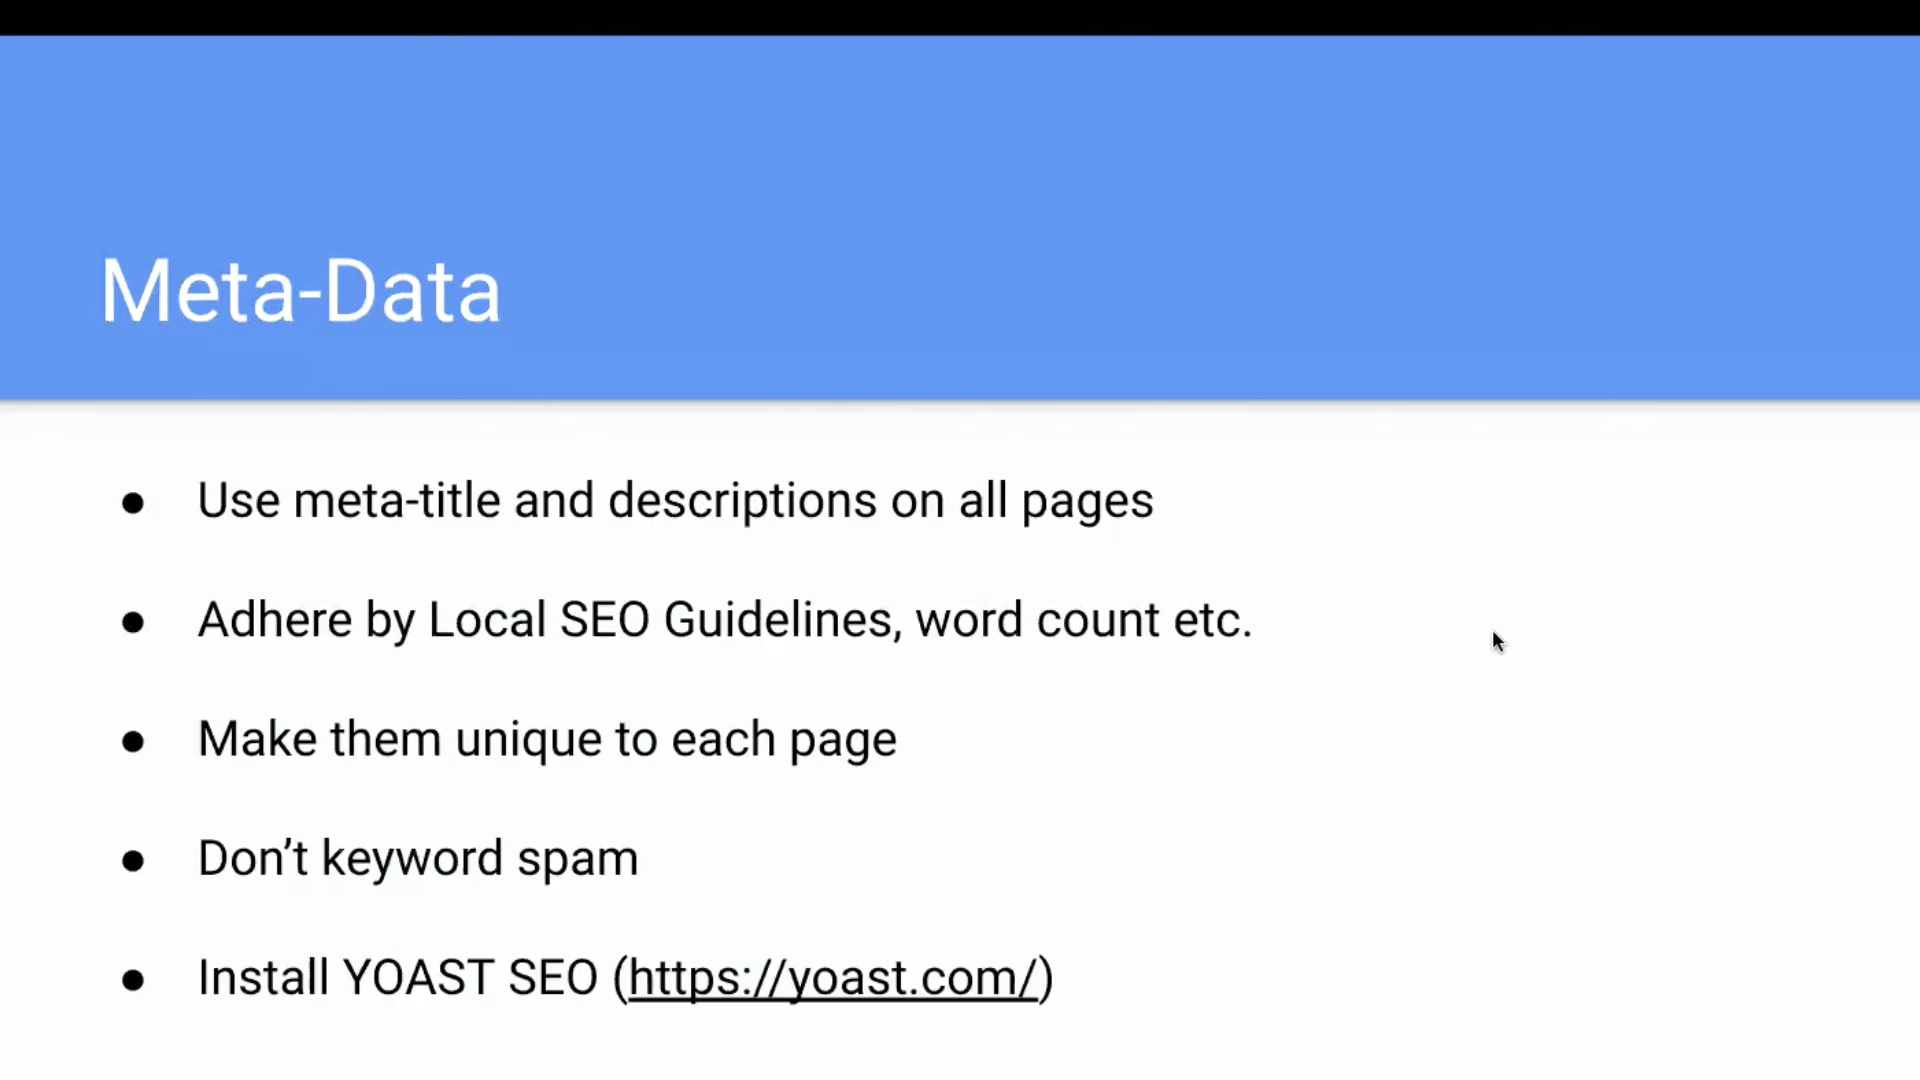 Meta-Data
● Use meta-title and descriptions on all pages
● Adhere by Local SEO Guidelines, word count etc.
● Make them unique to each page
● Don’t keyword spam
● Install YOAST SEO (https://yoast.com/)